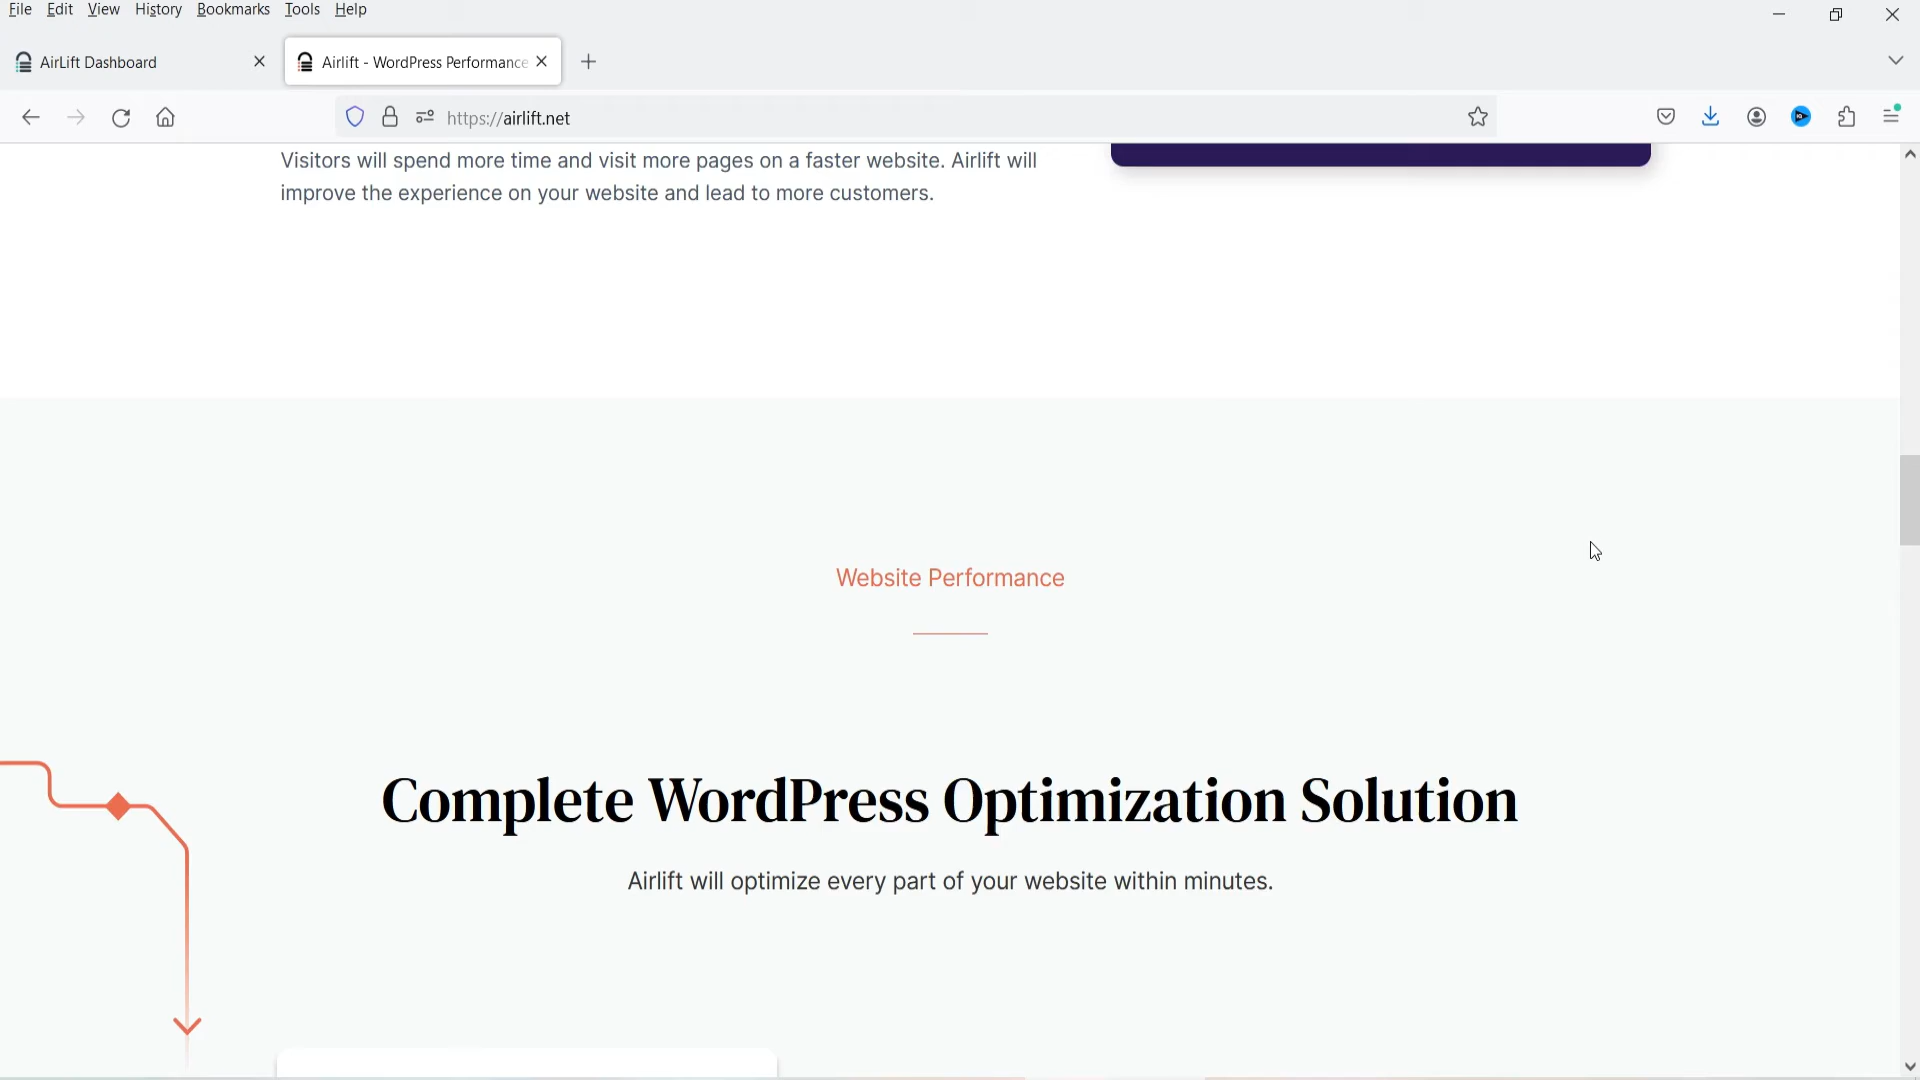 File Edit View History Bookmarks Tools Help
AirLift Dashboard
Airlift - WordPress Performance
https://airlift.net
Visitors will spend more time and visit more pages on a faster website. Airlift will
improve the experience on your website and lead to more customers.
Website Performance
Complete WordPress Optimization Solution
Airlift will optimize every part of your website within minutes.